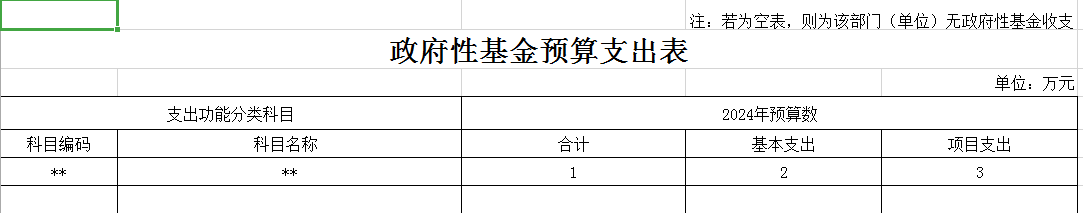 注：若为空表，则为该部门（单位）无政府性基金收支
政府性基金预算支出表
单位：万元
支出功能分类科目 2024年预算数
科目编码 科目名称 合计 基本支出 项目支出
** ** 1 2 3